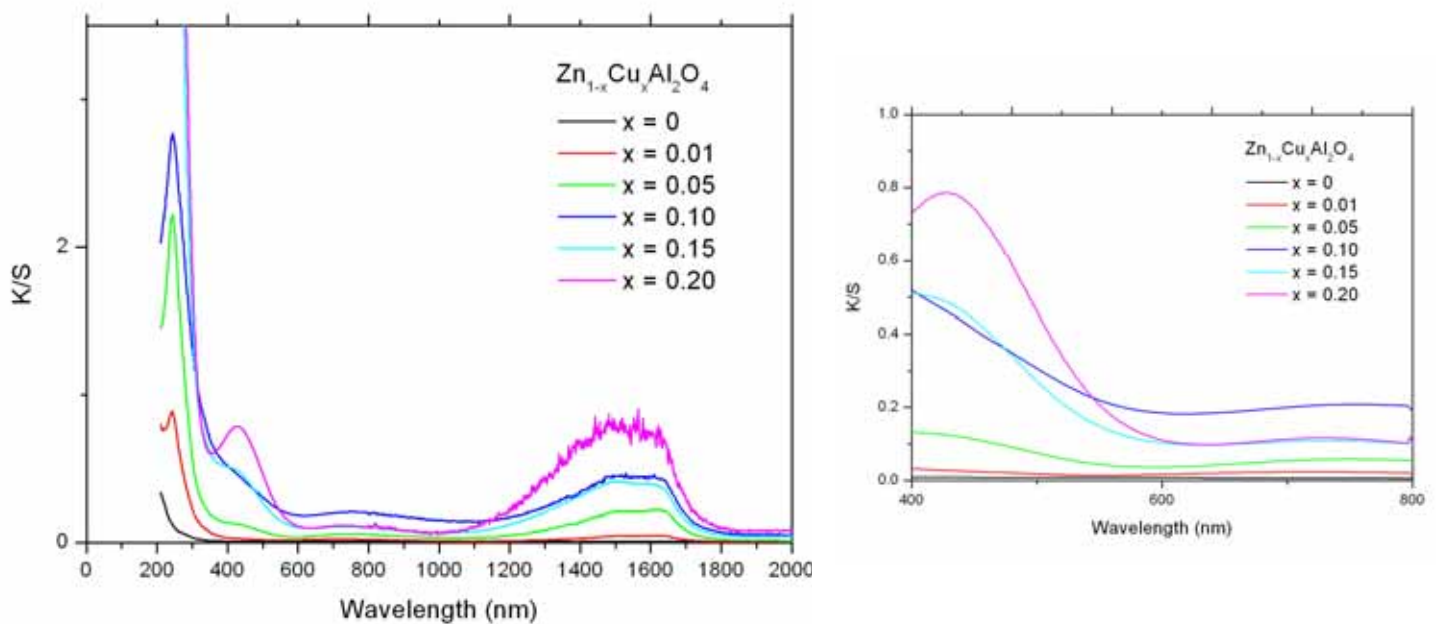 Zn₁₋ₓCuₓAl₂O₄
x = 0
x = 0.01
x = 0.05
x = 0.10
x = 0.15
x = 0.20
K/S
2
0
0 200 400 600 800 1000 1200 1400 1600 1800 2000
Wavelength (nm)
Zn₁₋ₓCuₓAl₂O₄
x = 0
x = 0.01
x = 0.05
x = 0.10
x = 0.15
x = 0.20
K/S
1.0
0.8
0.6
0.4
0.2
0.0
400 600 800
Wavelength (nm)